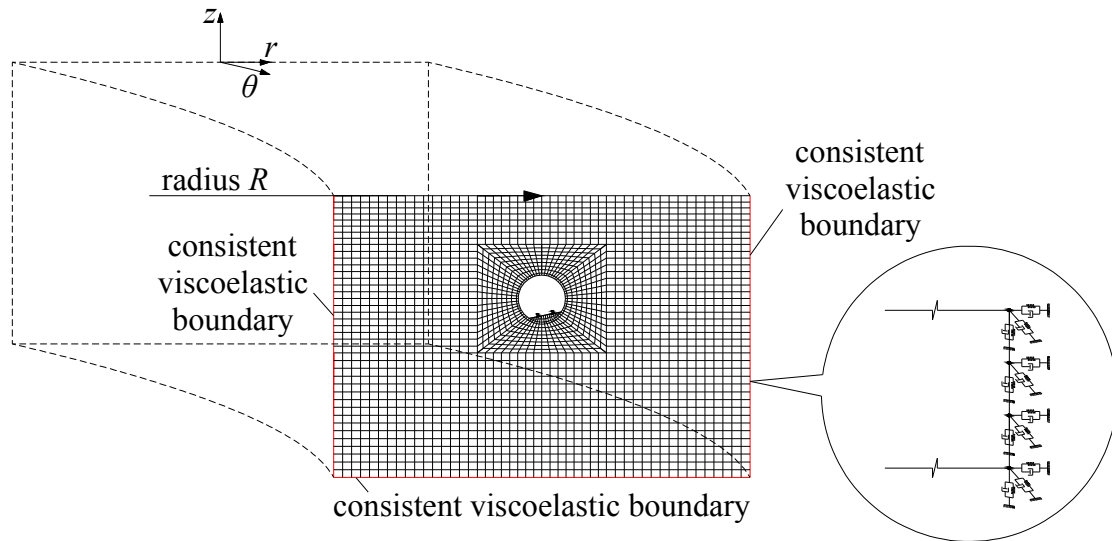 z
r
θ
radius R
consistent
viscoelastic
boundary
consistent
viscoelastic
boundary
consistent viscoelastic boundary